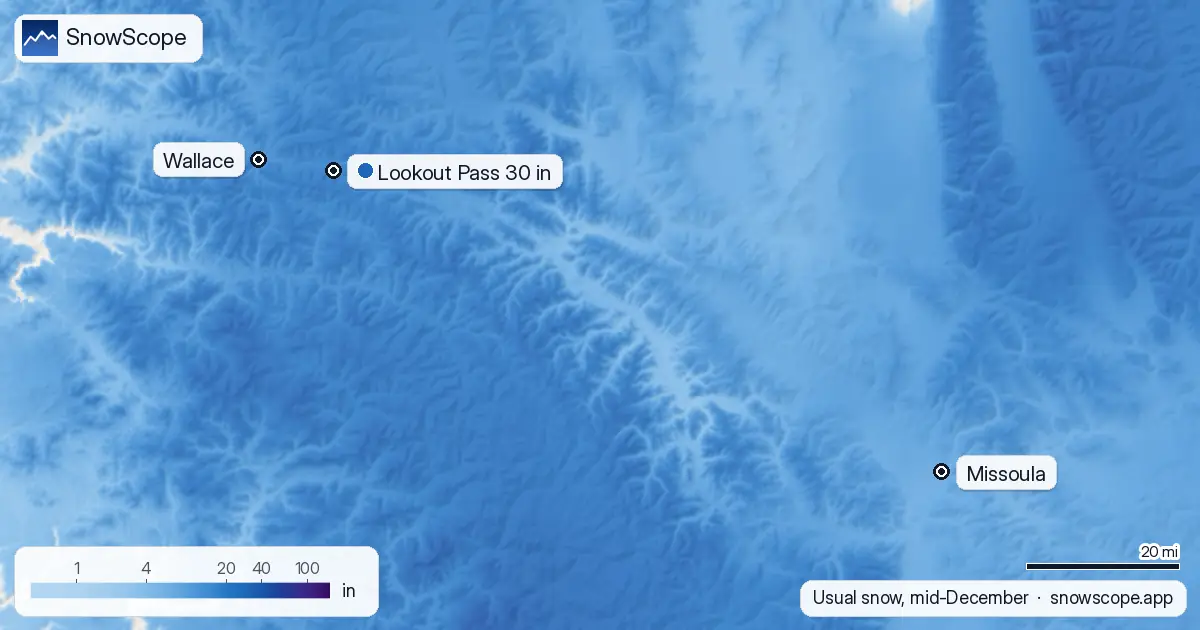 SnowScope
Wallace
Lookout Pass 30 in
Missoula
1 4 20 40 100
in
20 mi
Usual snow, mid-December · snowscope.app